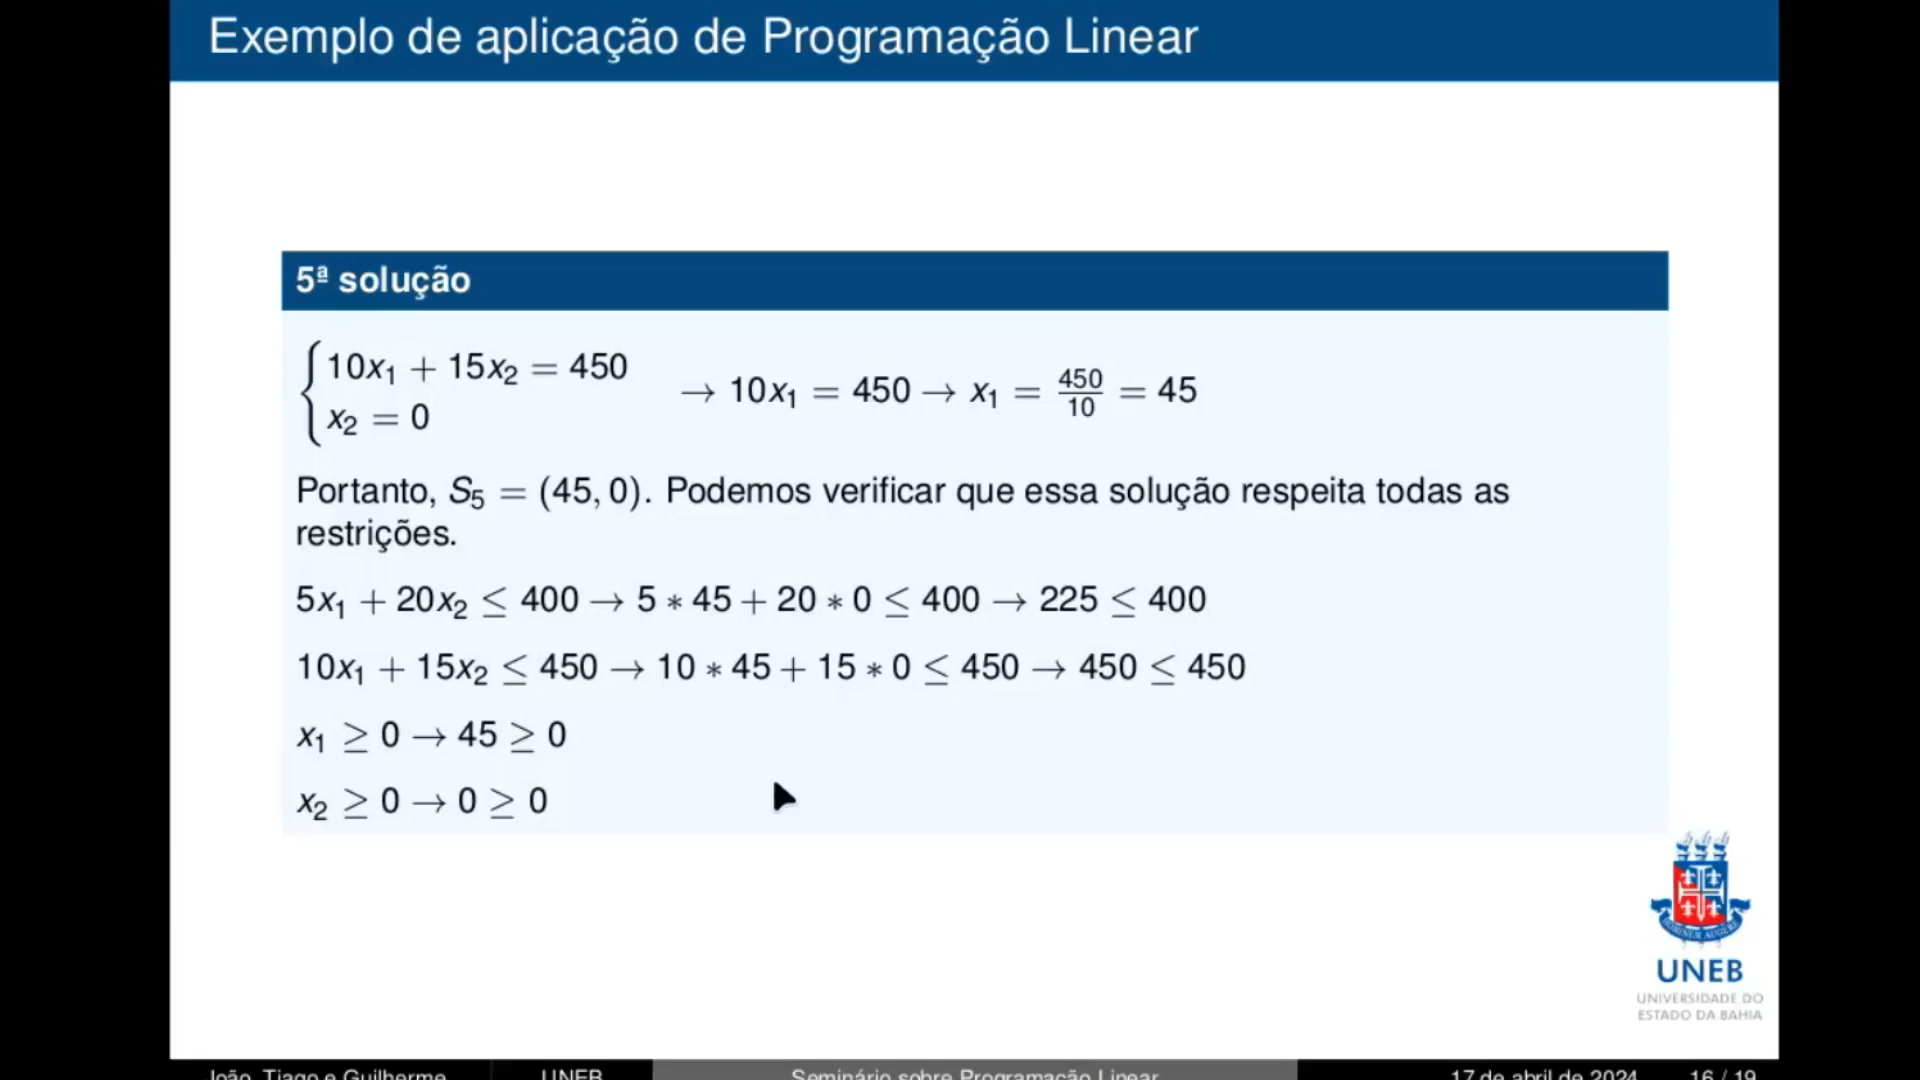 Exemplo de aplicação de Programação Linear
5ª solução
{10x₁ + 15x₂ = 450
x₂ = 0
→ 10x₁ = 450 → x₁ = 450/10 = 45
Portanto, S₅ = (45, 0). Podemos verificar que essa solução respeita todas as
restrições.
5x₁ + 20x₂ ≤ 400 → 5 * 45 + 20 * 0 ≤ 400 → 225 ≤ 400
10x₁ + 15x₂ ≤ 450 → 10 * 45 + 15 * 0 ≤ 450 → 450 ≤ 450
x₁ ≥ 0 → 45 ≥ 0
x₂ ≥ 0 → 0 ≥ 0
UNEB
UNIVERSIDADE DO
ESTADO DA BAHIA
João, Tiago e Guilherme UNEB Seminário sobre Programação Linear 17 de abril de 2024 16 / 19